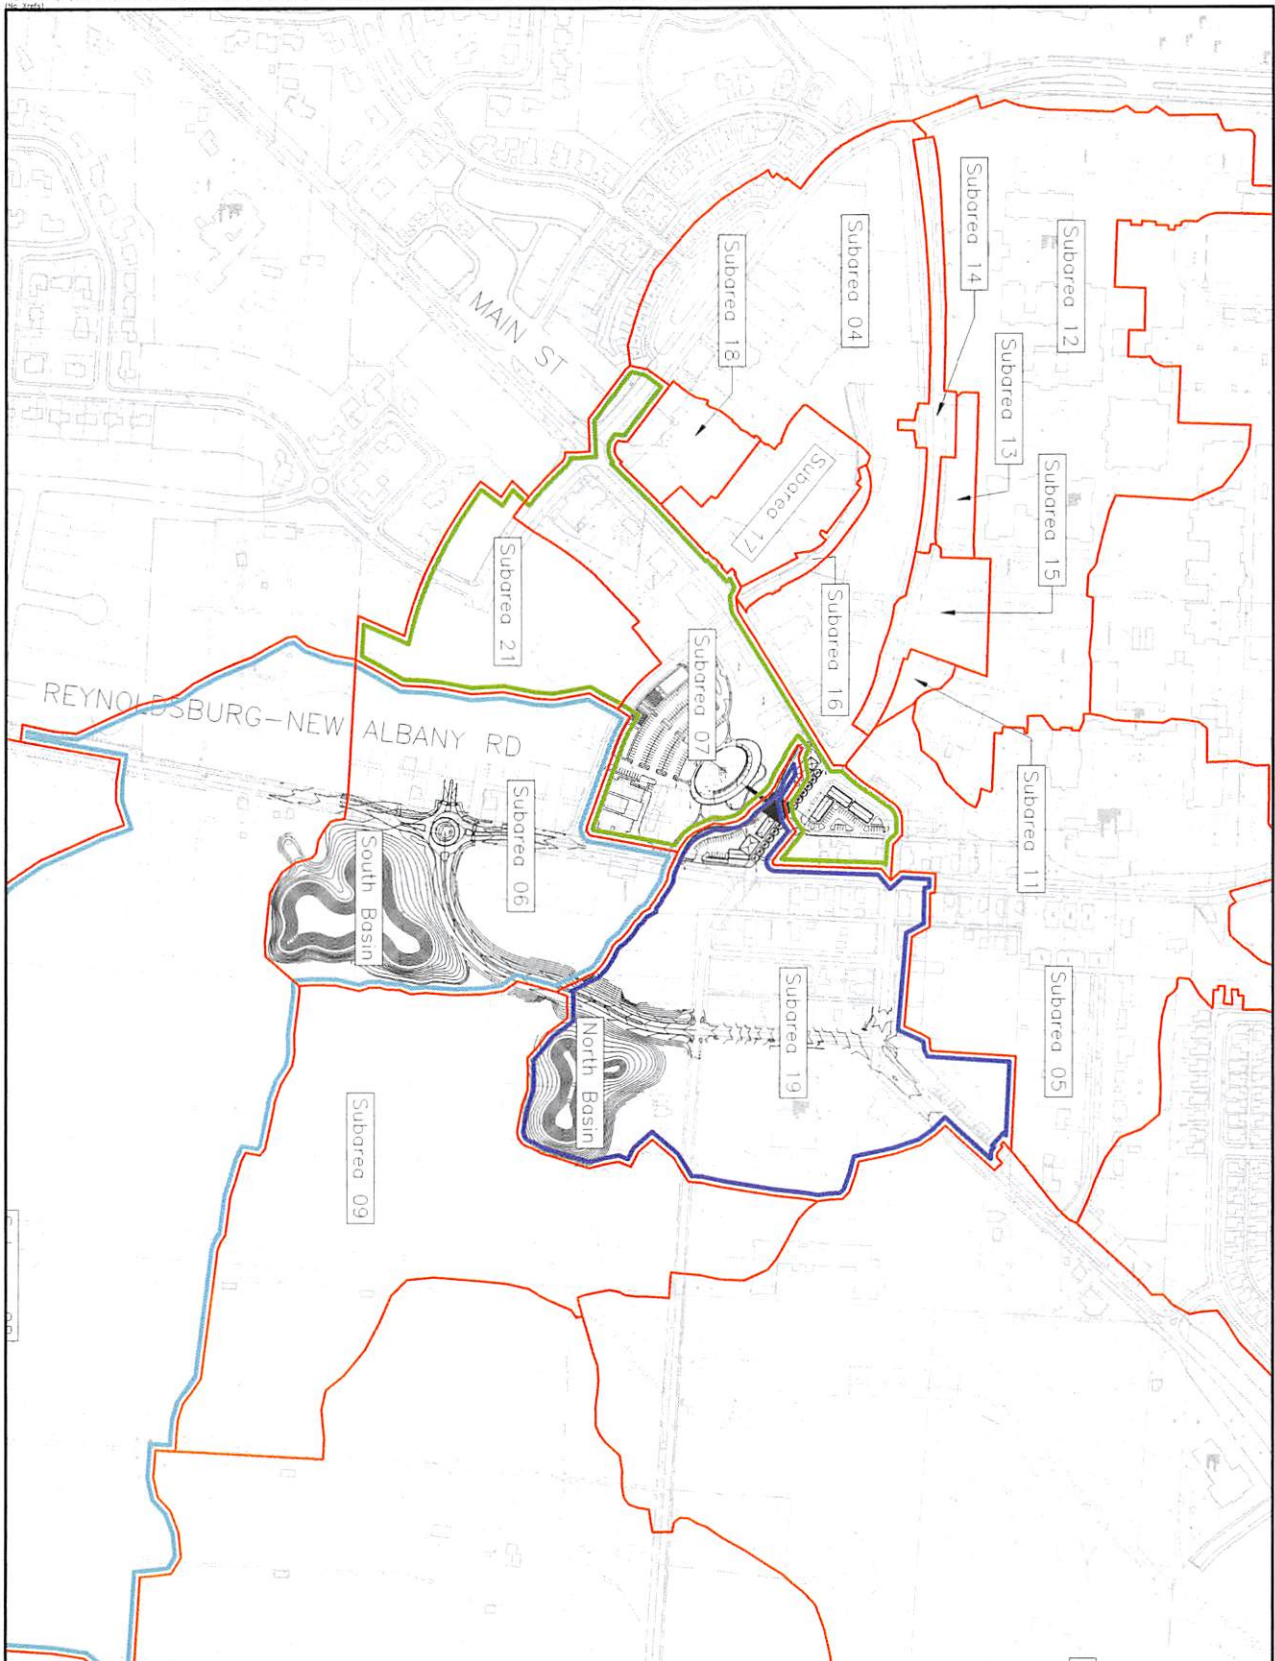 (No Xrefs)
Subarea 12
Subarea 14
Subarea 04
Subarea 18
Subarea 13
MAIN ST
Subarea 15
Subarea 17
Subarea 16
Subarea 21
Subarea 07
REYNOLDSBURG-NEW ALBANY RD
Subarea 11
Subarea 06
South Basin
Subarea 05
Subarea 19
North Basin
Subarea 09